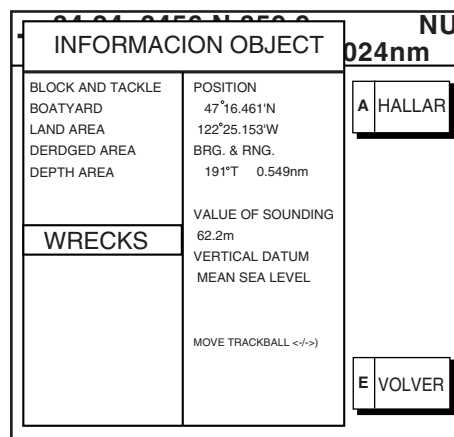 NU
024nm
INFORMACION OBJECT
BLOCK AND TACKLE
BOATYARD
LAND AREA
DERDGED AREA
DEPTH AREA
WRECKS
POSITION
47°16.461'N
122°25.153'W
BRG. & RNG.
191°T 0.549nm
VALUE OF SOUNDING
62.2m
VERTICAL DATUM
MEAN SEA LEVEL
MOVE TRACKBALL <-/->)
A HALLAR
E VOLVER